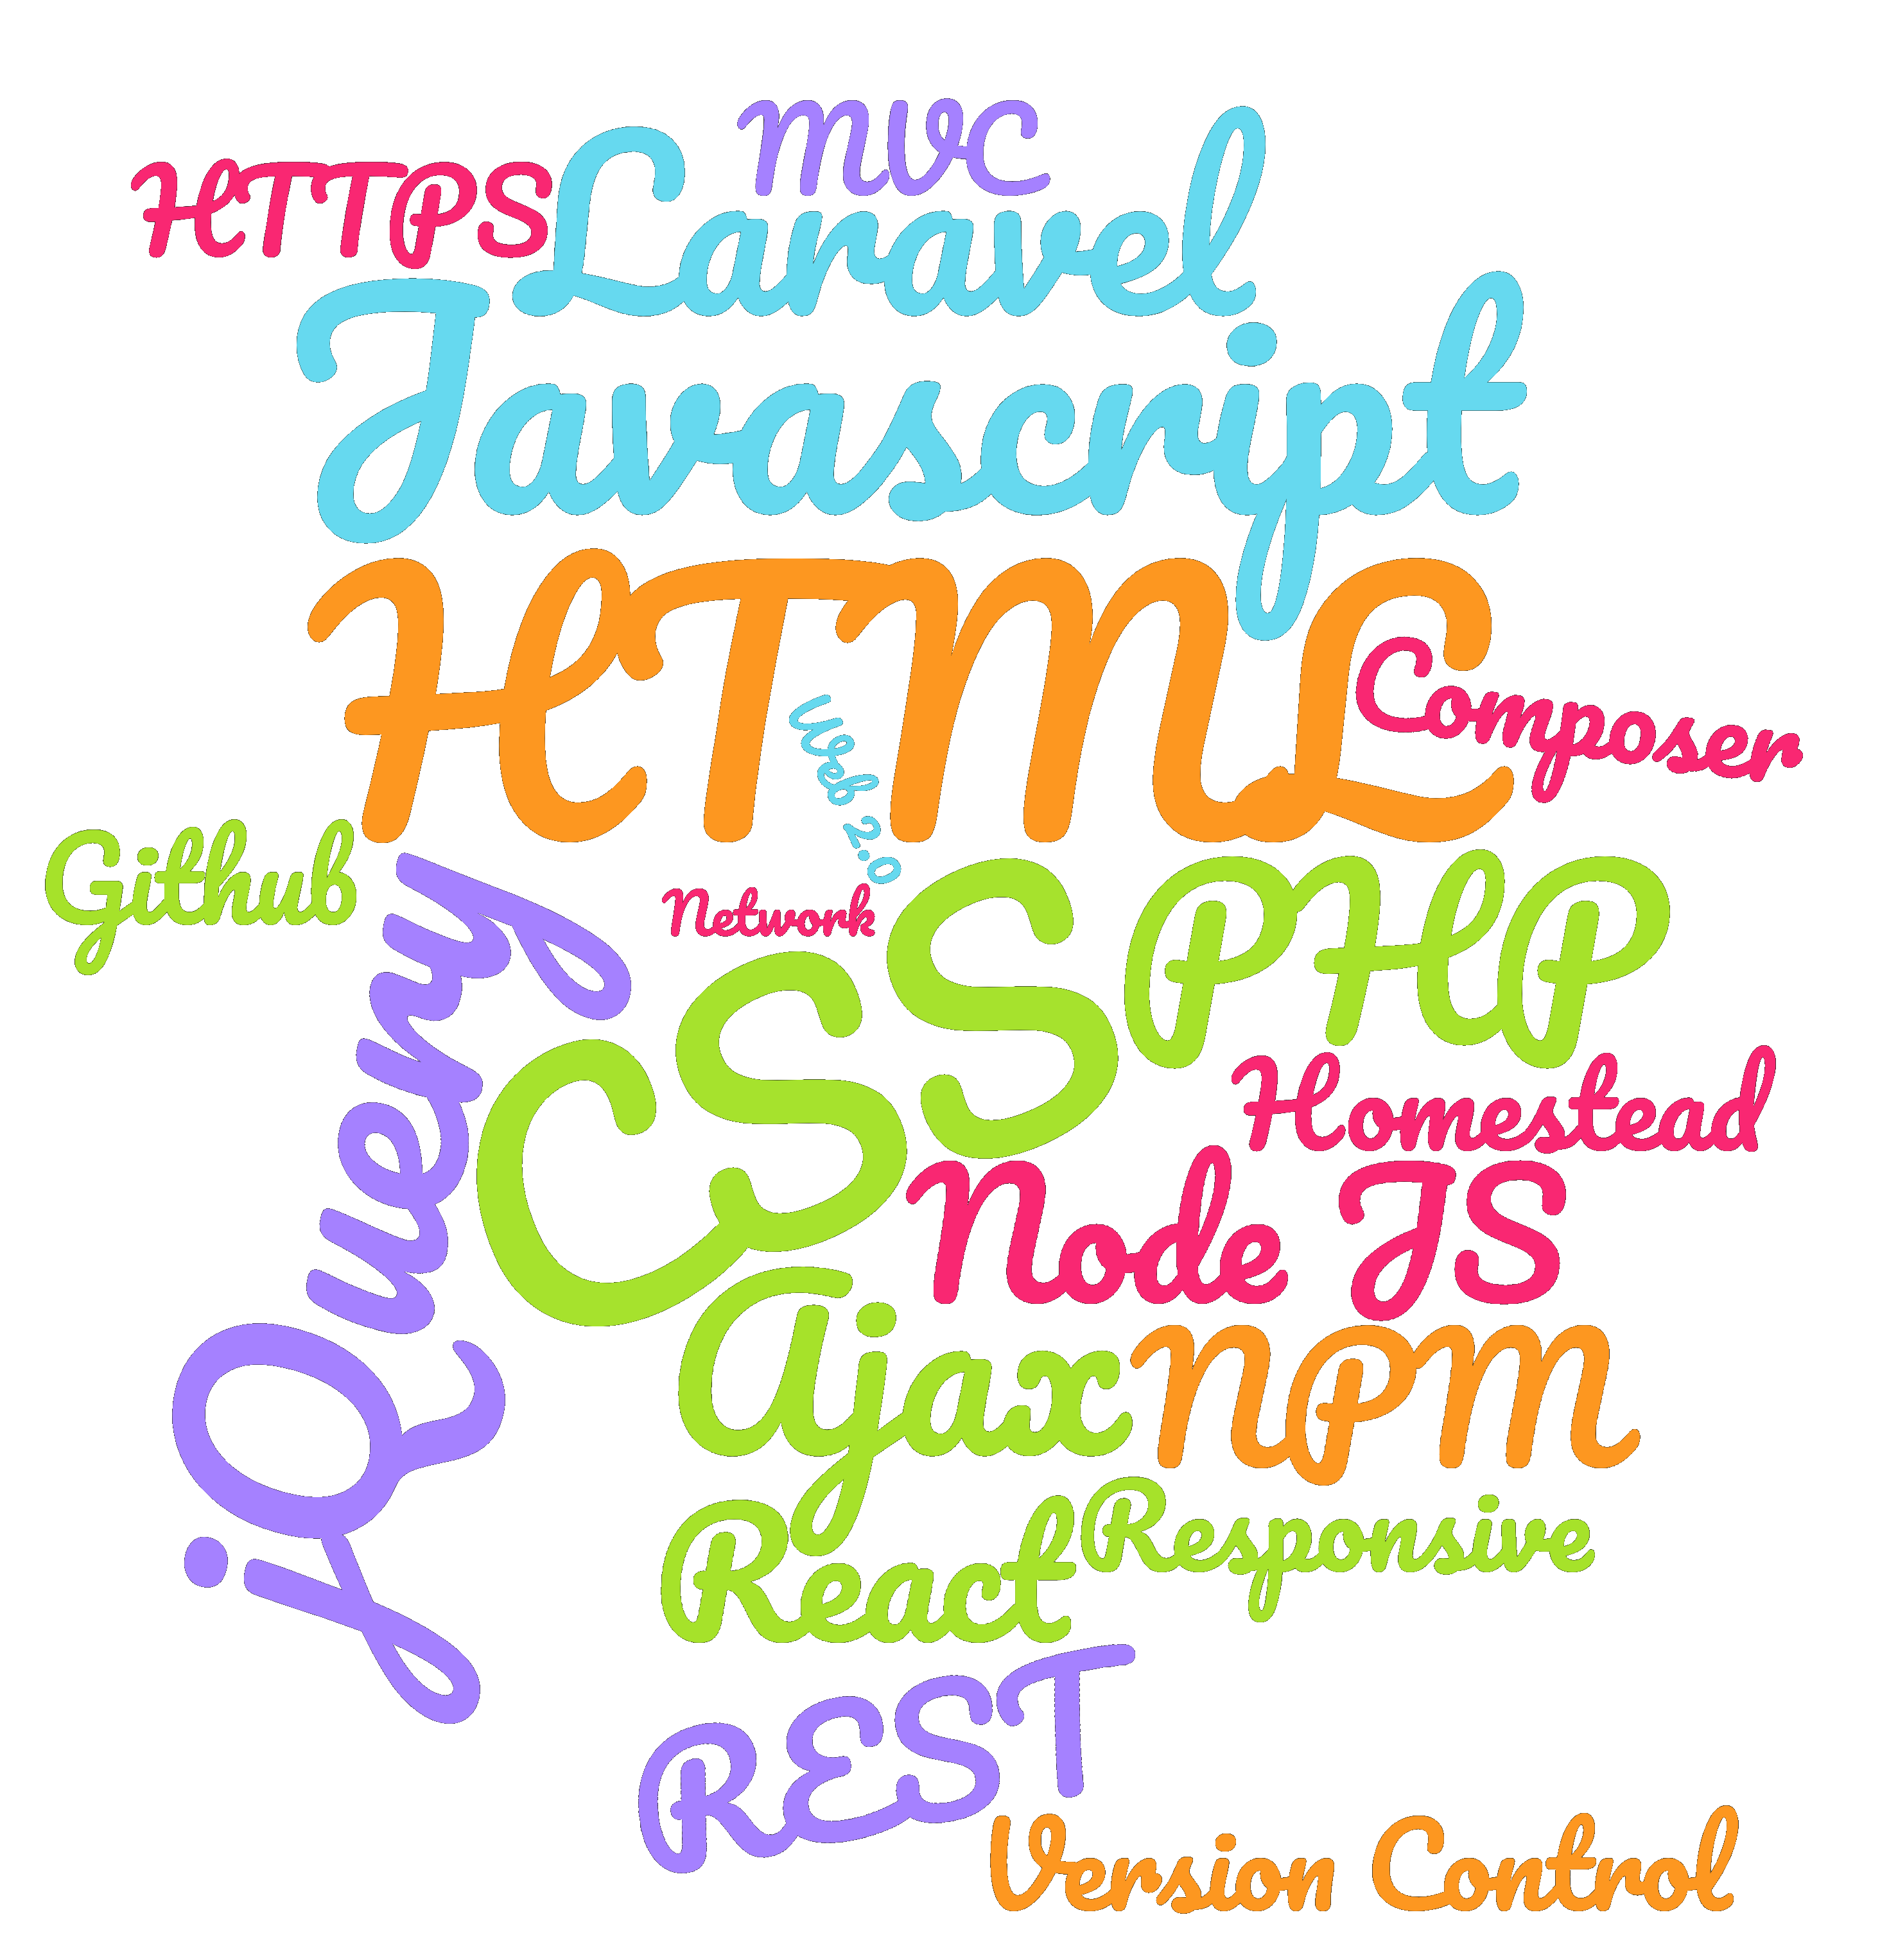 MVC
HTTPS
Laravel
Javascript
HTML
Composer
Web 2.0
Github
Network
jQuery
CSS
PHP
Homestead
Node JS
Ajax
NPM
React
Responsive
REST
Version Control